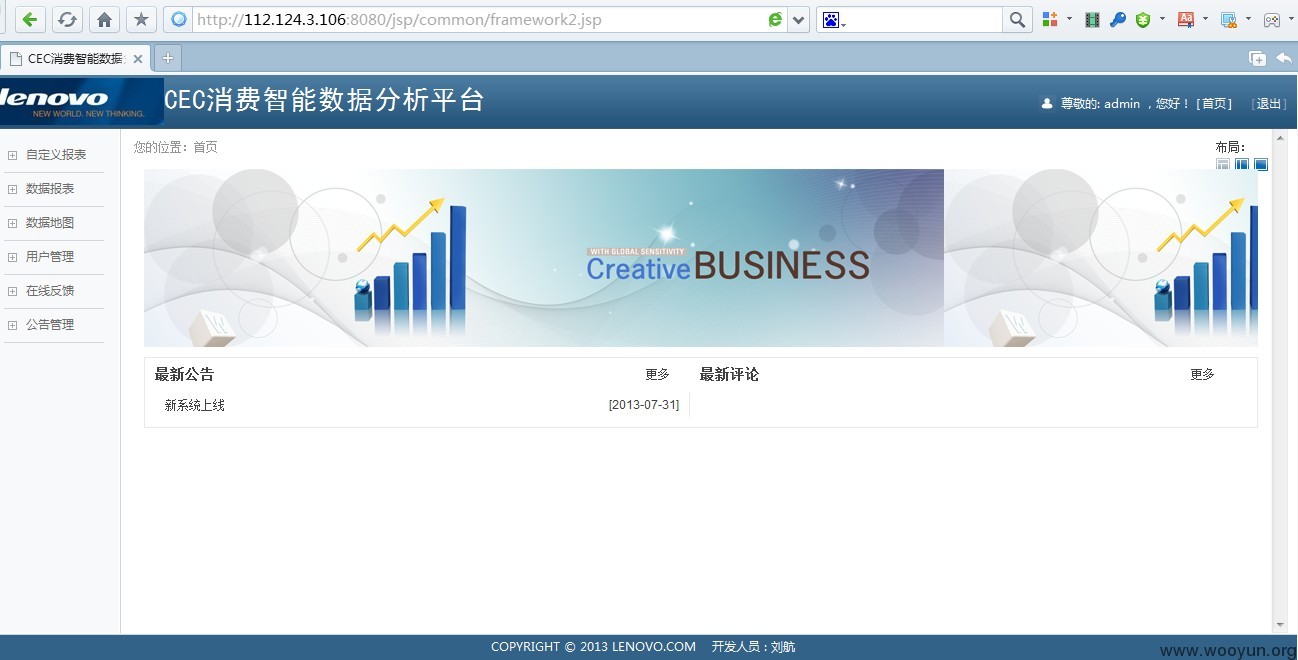 http://112.124.3.106:8080/jsp/common/framework2.jsp
CEC消费智能数据
lenovo
NEW WORLD. NEW THINKING.
CEC消费智能数据分析平台
尊敬的: admin ，您好！ [首页] [退出]
自定义报表
数据报表
数据地图
用户管理
在线反馈
公告管理
您的位置：首页
布局：
WITH GLOBAL SENSITIVITY
Creative BUSINESS
最新公告 更多
新系统上线 [2013-07-31]
最新评论 更多
COPYRIGHT © 2013 LENOVO.COM 开发人员：刘航
www.wooyun.org